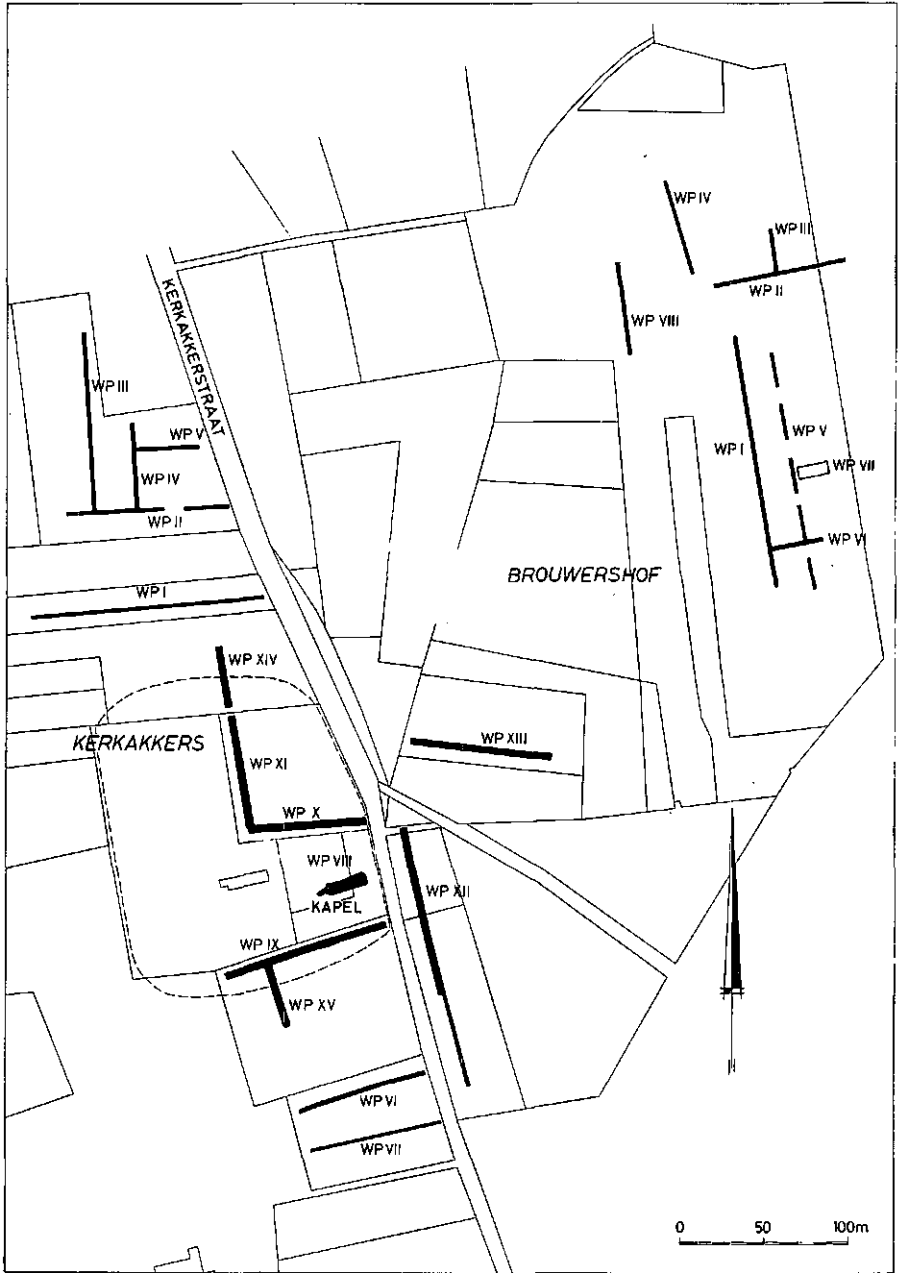 WP IV
WP III
WP II
WP VIII
KERKAKKERSTRAAT
WP III
WP V
WP IV
WP II
WP I
WP V
WP VII
WP VI
BROUWERSHOF
WP I
WP XIV
KERKAKKERS
WP XI
WP XIII
WP X
WP VIII
KAPEL
WP XII
WP IX
WP XV
WP VI
WP VII
0 50 100m